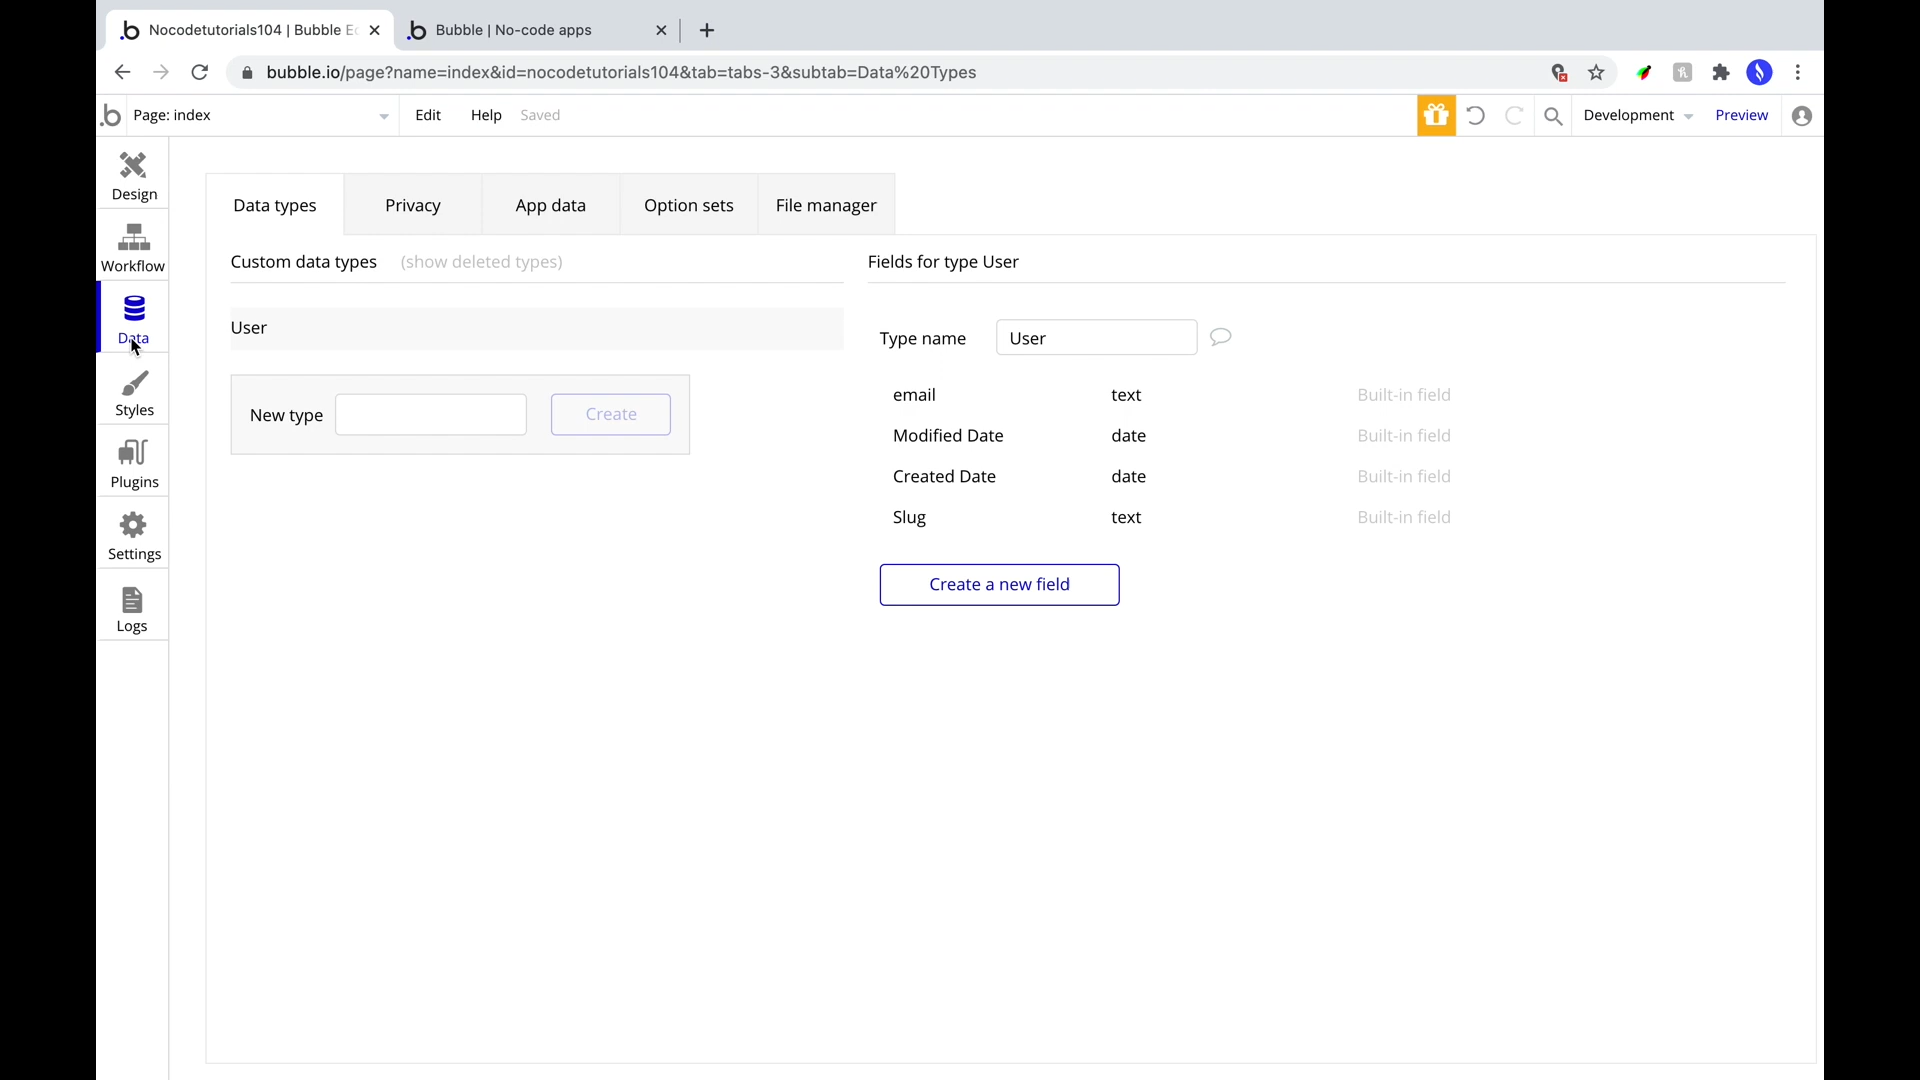 Nocodetutorials104 | Bubble Ec
Bubble | No-code apps
bubble.io/page?name=index&id=nocodetutorials104&tab=tabs-3&subtab=Data%20Types
.b Page: index Edit Help Saved Development Preview
Design
Workflow
Data
Styles
Plugins
Settings
Logs
Data types Privacy App data Option sets File manager
Custom data types (show deleted types)
User
New type Create
Fields for type User
Type name User
email text Built-in field
Modified Date date Built-in field
Created Date date Built-in field
Slug text Built-in field
Create a new field